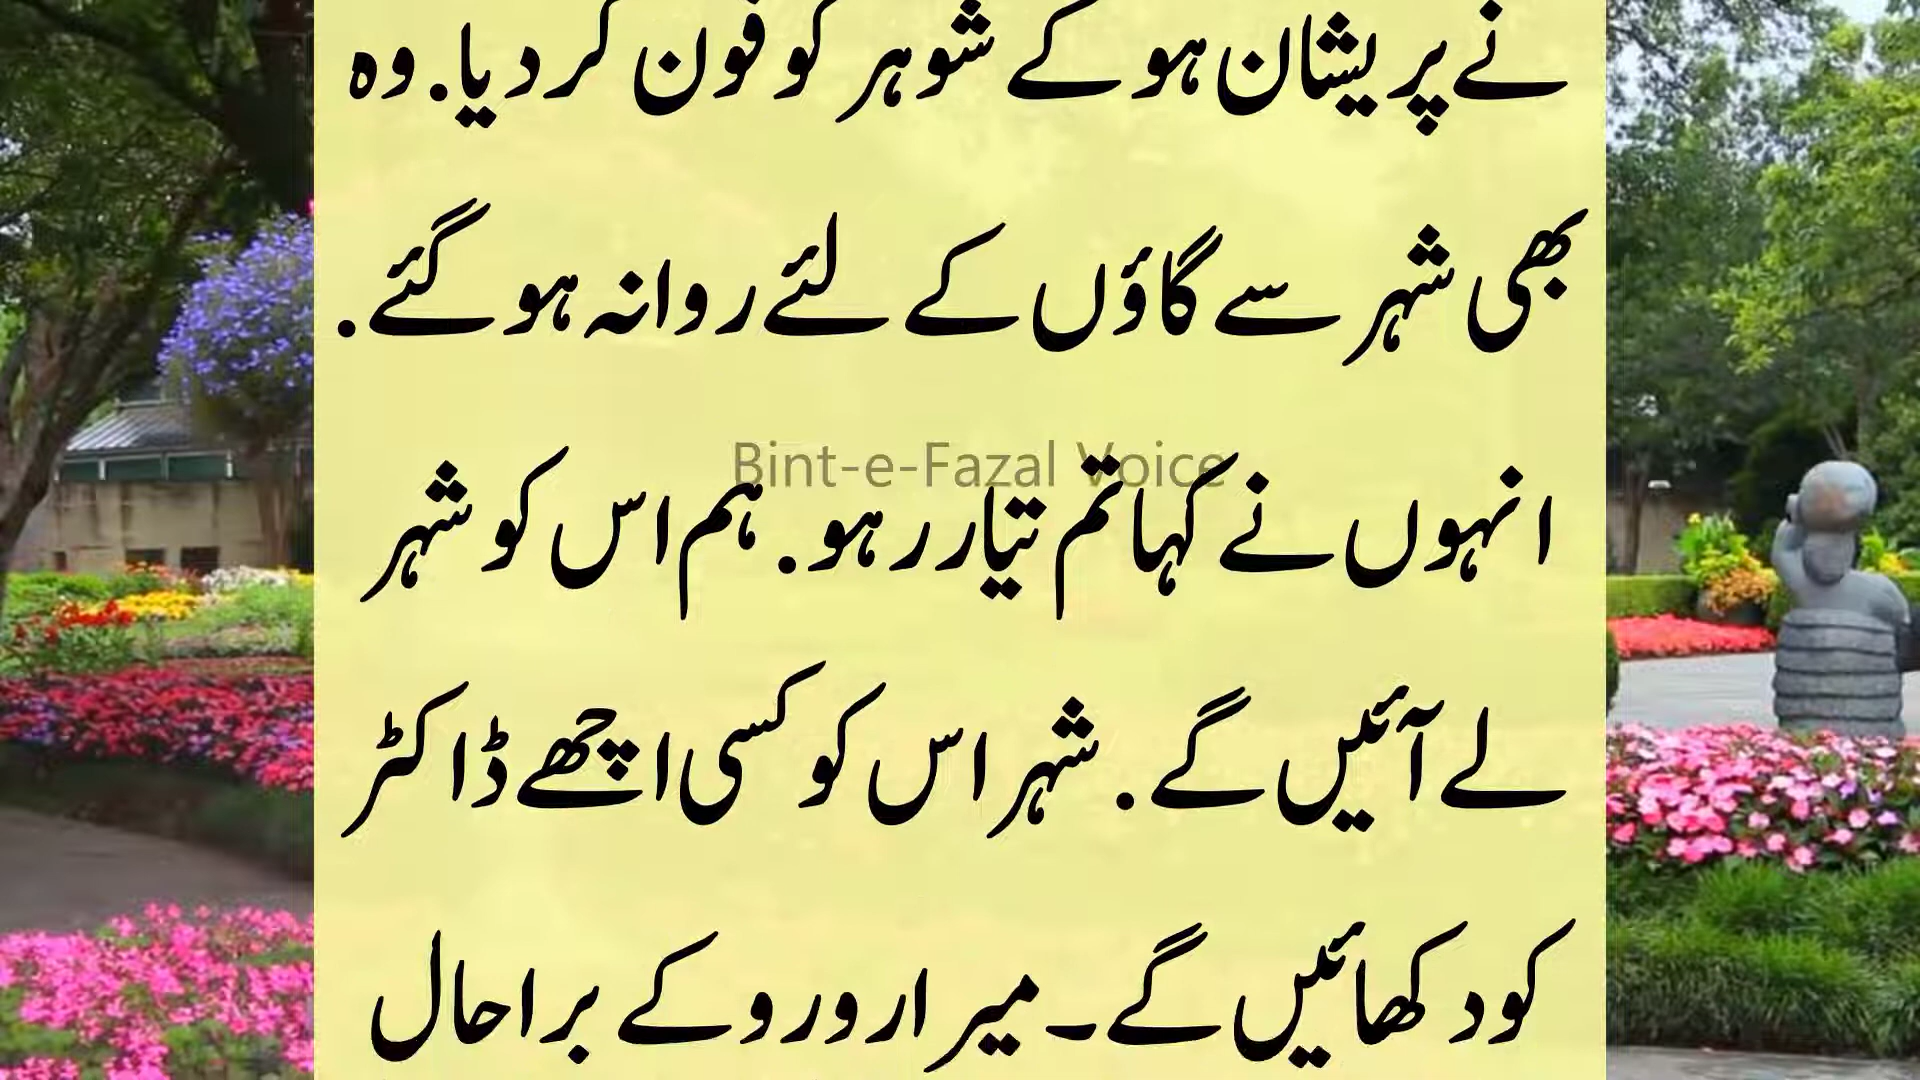 نے پریشان ہو کے شوہر کو فون کر دیا. وہ
بھی شہر سے گاؤں کے لئے روانہ ہو گئے.
Bint-e-Fazal Voice
انہوں نے کہا تم تیار رہو. ہم اس کو شہر
لے آئیں گے. شہر اس کو کسی اچھے ڈاکٹر
کو دکھائیں گے۔ میرا رو رو کے برا حال